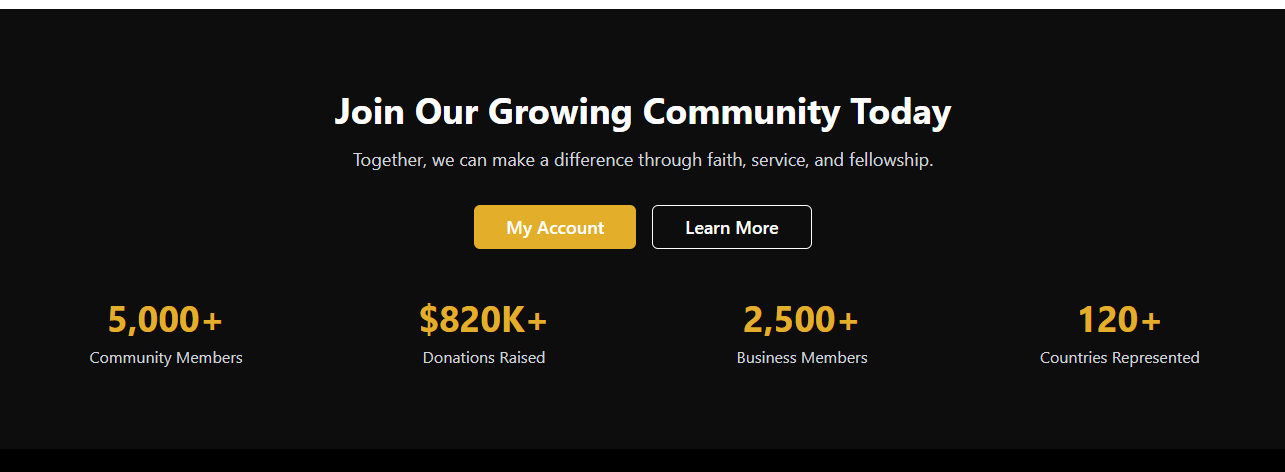 Join Our Growing Community Today
Together, we can make a difference through faith, service, and fellowship.
My Account
Learn More
5,000+
Community Members
$820K+
Donations Raised
2,500+
Business Members
120+
Countries Represented